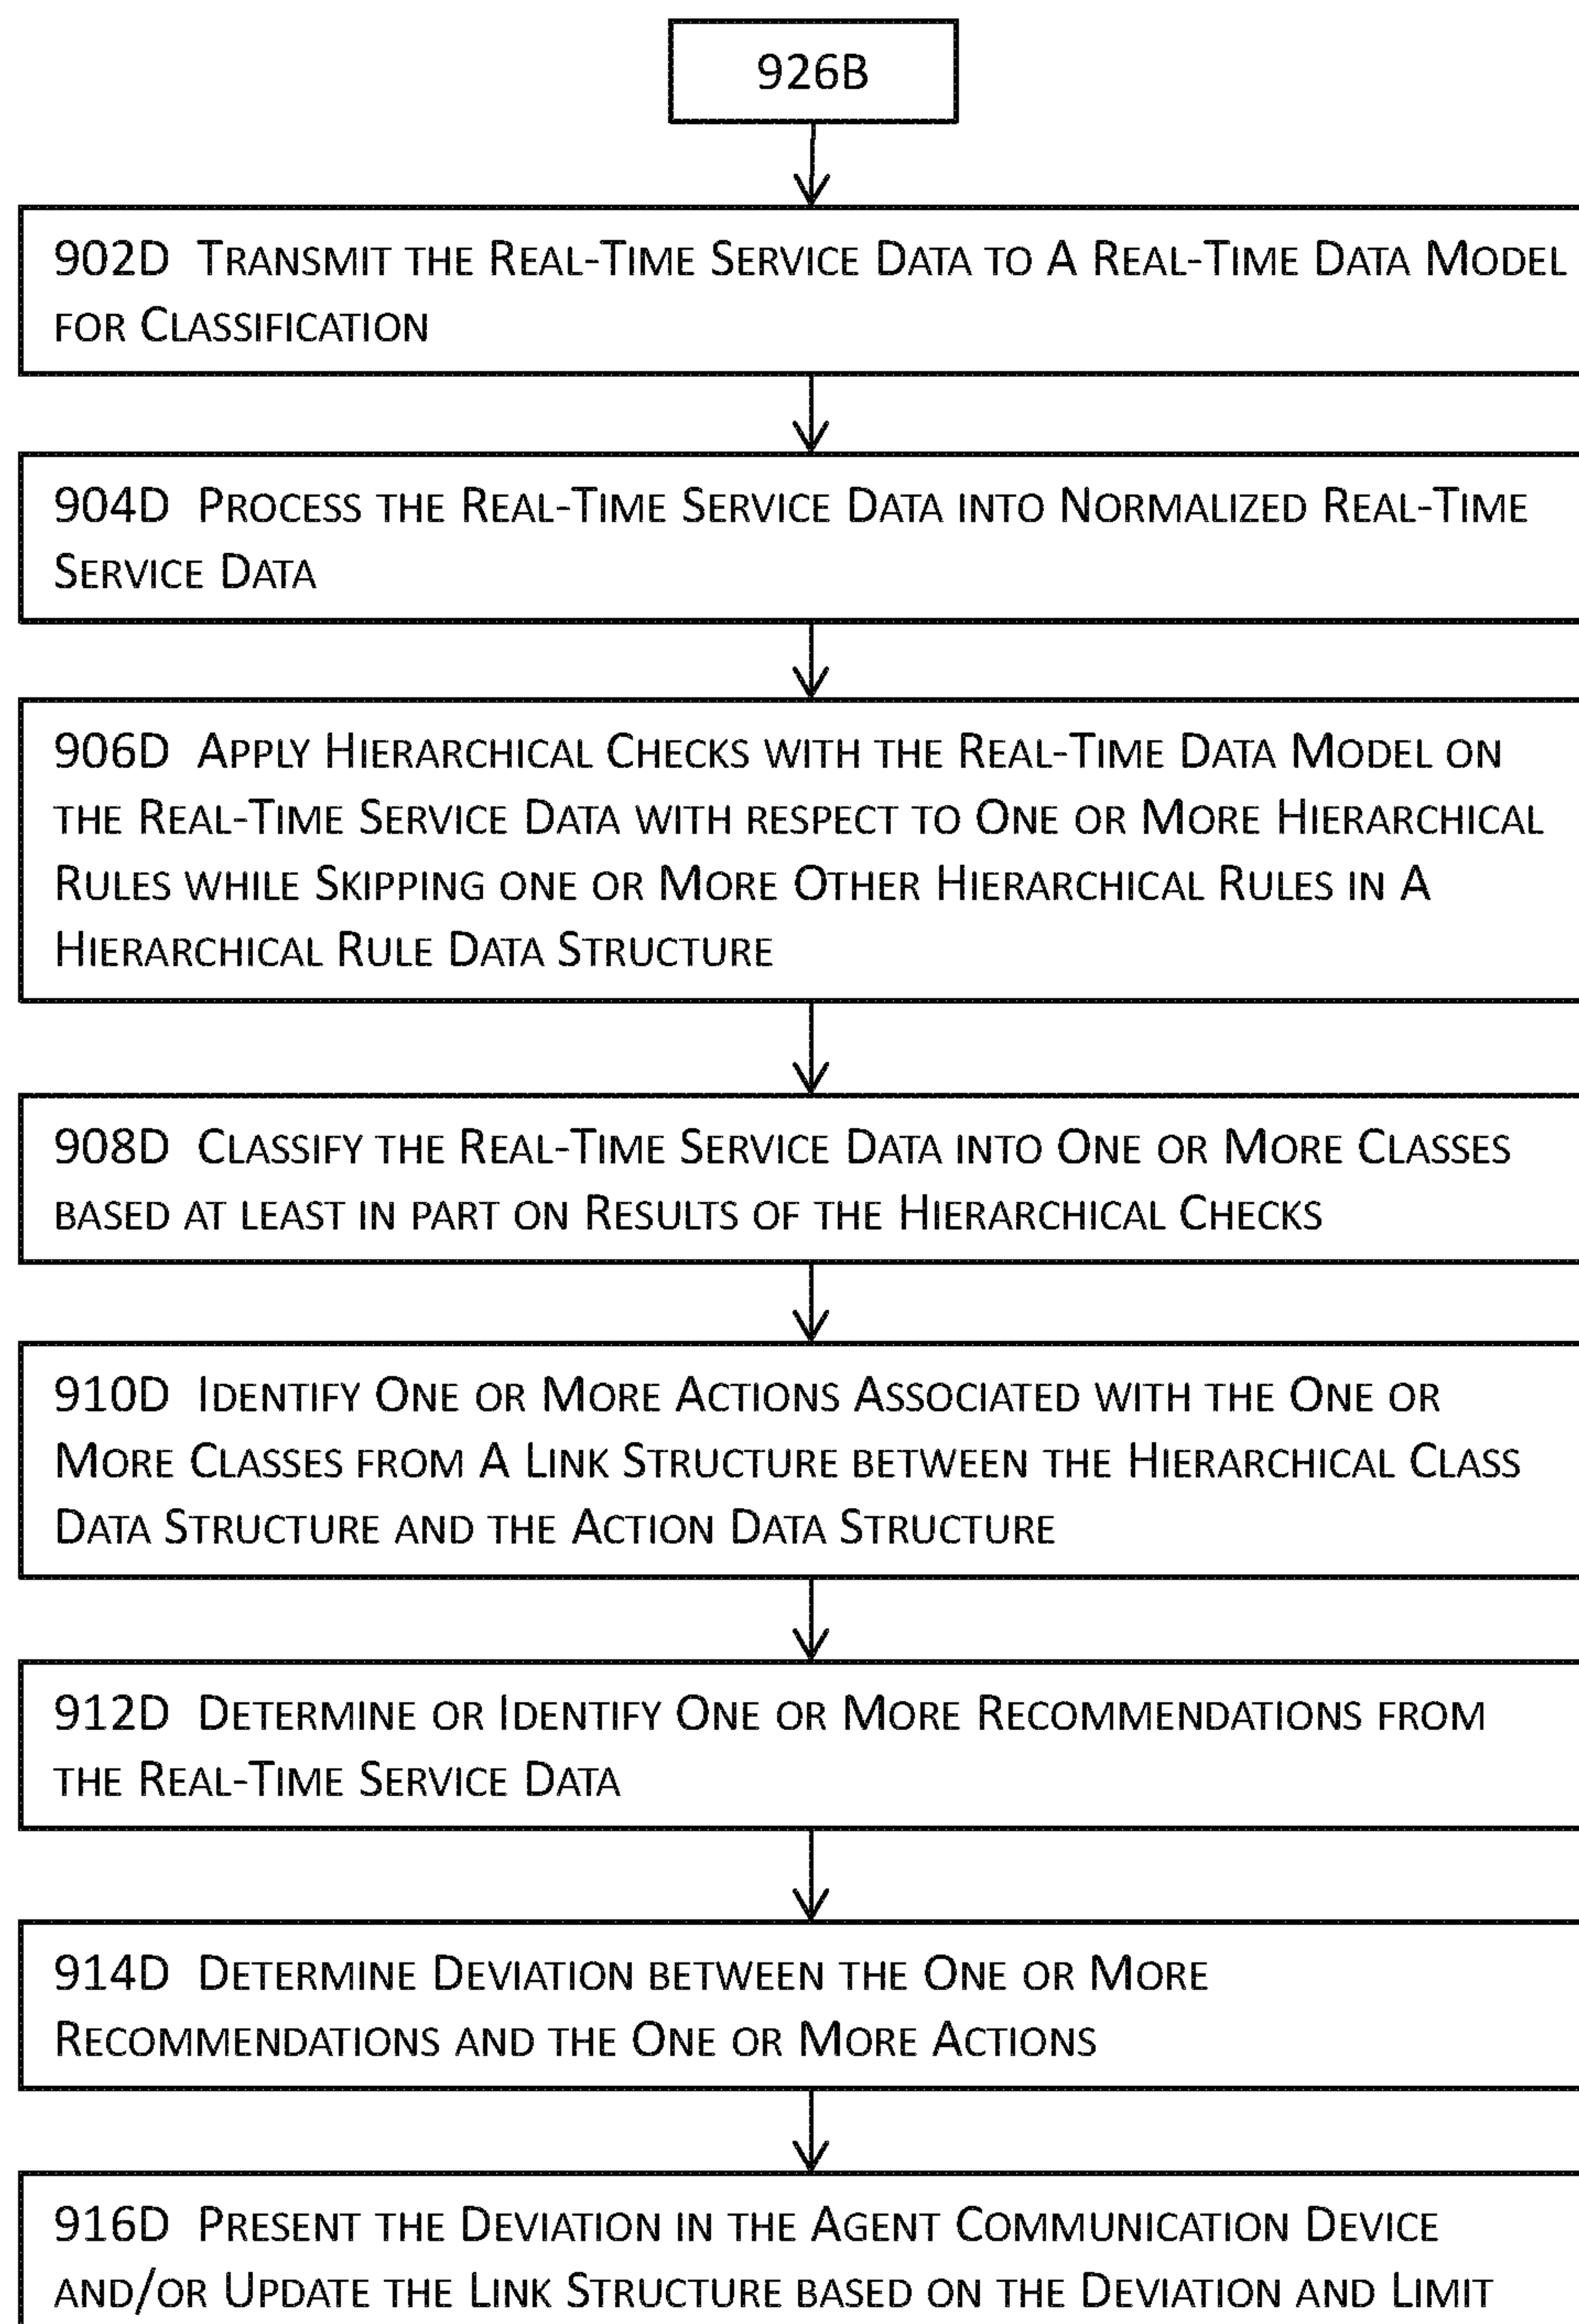 926B
902D Transmit the Real-Time Service Data to A Real-Time Data Model
for Classification
904D Process the Real-Time Service Data into Normalized Real-Time
Service Data
906D Apply Hierarchical Checks with the Real-Time Data Model on
the Real-Time Service Data with respect to One or More Hierarchical
Rules while Skipping one or More Other Hierarchical Rules in A
Hierarchical Rule Data Structure
908D Classify the Real-Time Service Data into One or More Classes
based at least in part on Results of the Hierarchical Checks
910D Identify One or More Actions Associated with the One or
More Classes from A Link Structure between the Hierarchical Class
Data Structure and the Action Data Structure
912D Determine or Identify One or More Recommendations from
the Real-Time Service Data
914D Determine Deviation between the One or More
Recommendations and the One or More Actions
916D Present the Deviation in the Agent Communication Device
and/or Update the Link Structure based on the Deviation and Limit